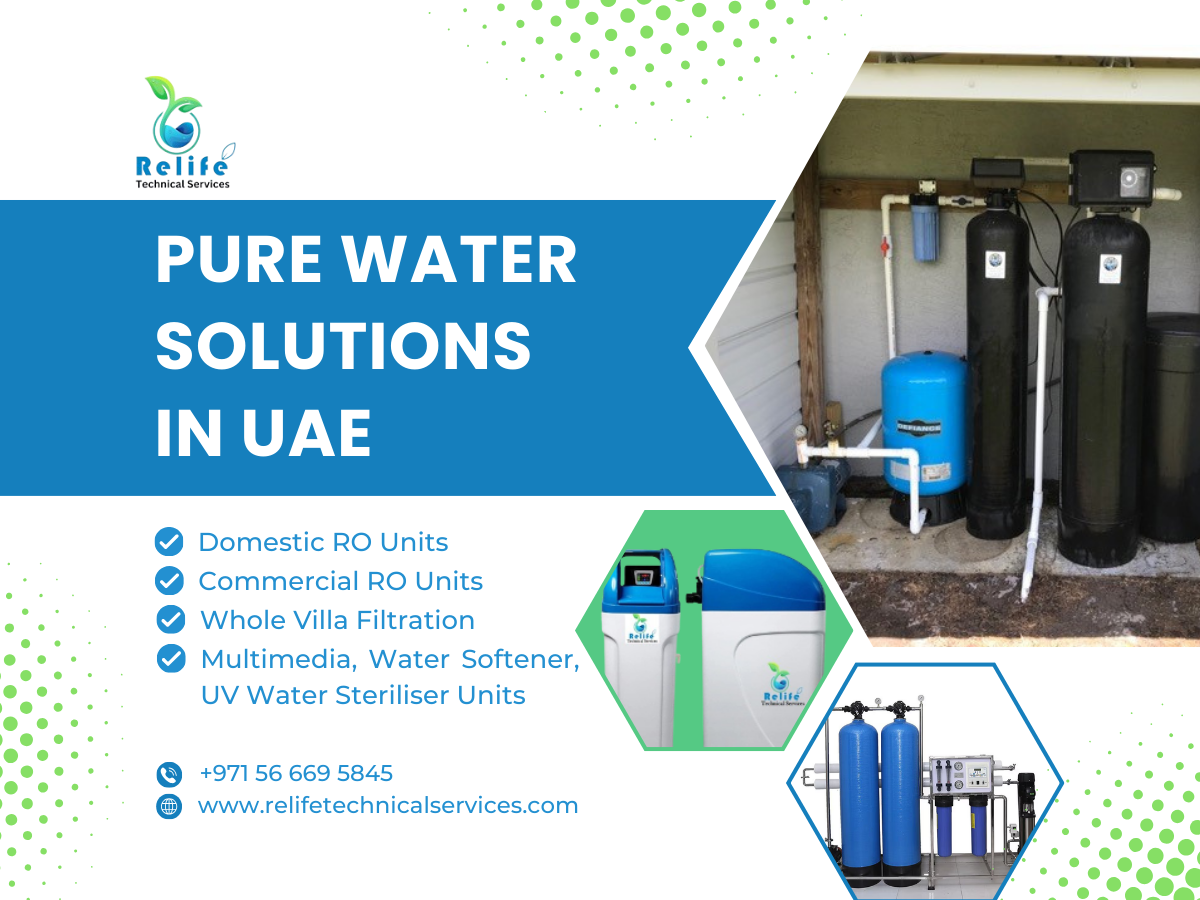 Relife
Technical Services
PURE WATER
SOLUTIONS
IN UAE
Domestic RO Units
Commercial RO Units
Whole Villa Filtration
Multimedia, Water Softener,
UV Water Steriliser Units
+971 56 669 5845
www.relifetechnicalservices.com
DEFIANCE
Relife
Technical Services
Relife
Technical Services